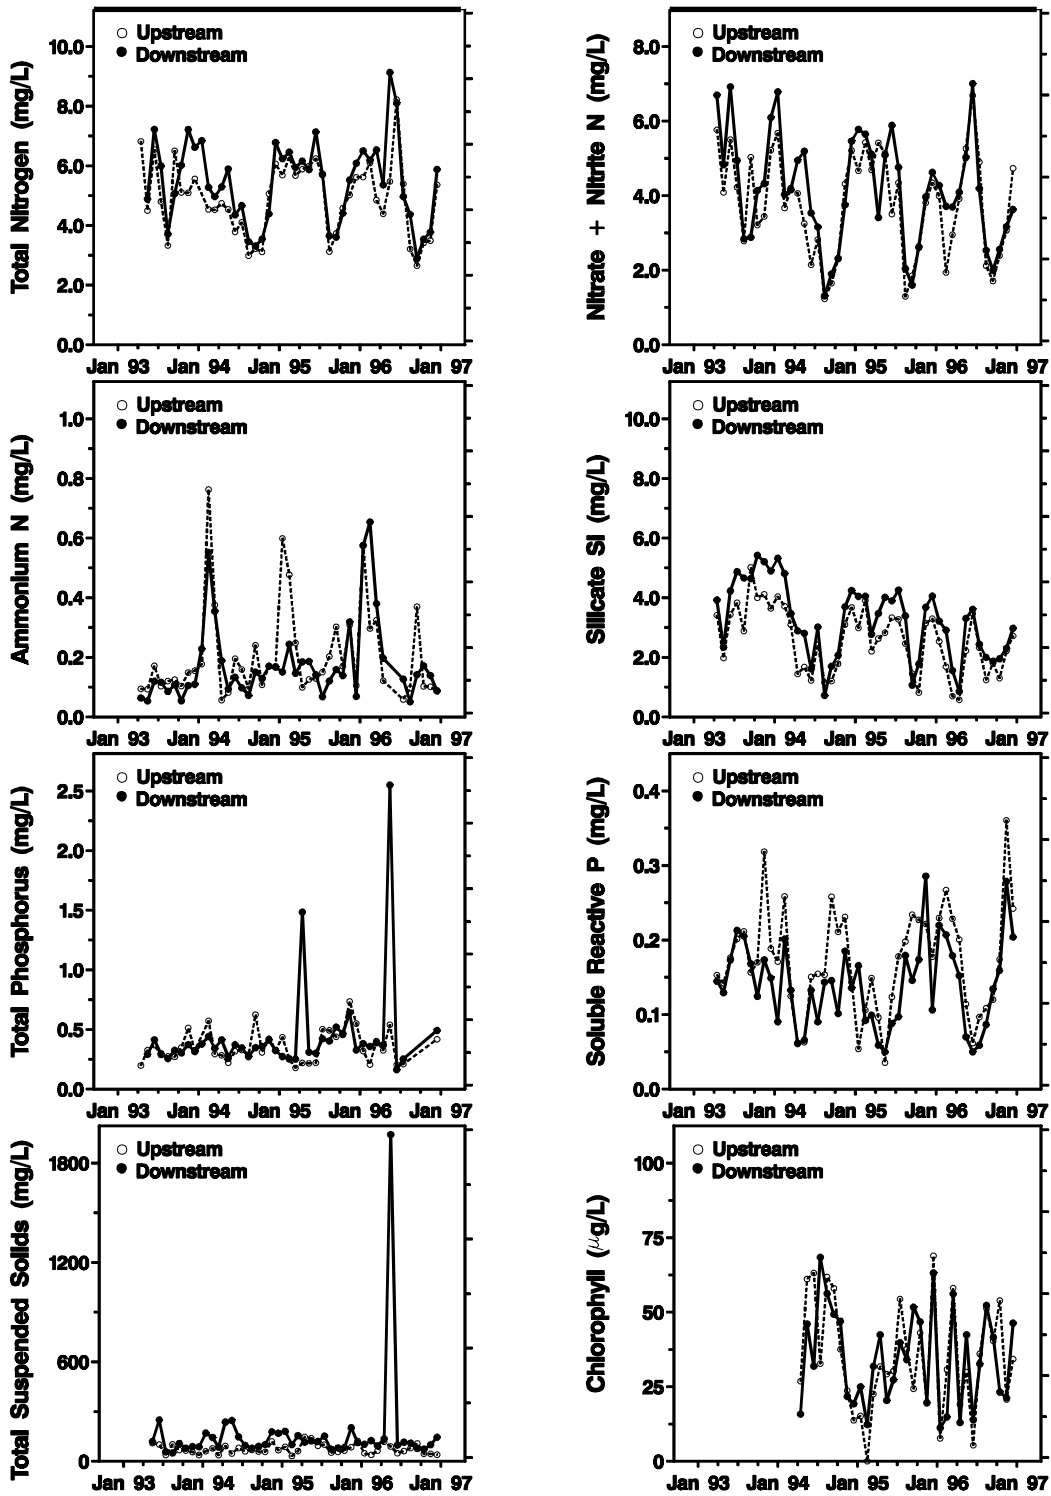 Total Nitrogen (mg/L)
Upstream
Downstream
10.0
8.0
6.0
4.0
2.0
0.0
Jan 93 Jan 94 Jan 95 Jan 96 Jan 97
Nitrate + Nitrite N (mg/L)
Upstream
Downstream
8.0
6.0
4.0
2.0
0.0
Jan 93 Jan 94 Jan 95 Jan 96 Jan 97
Ammonium N (mg/L)
Upstream
Downstream
1.0
0.8
0.6
0.4
0.2
0.0
Jan 93 Jan 94 Jan 95 Jan 96 Jan 97
Silicate Si (mg/L)
Upstream
Downstream
10.0
8.0
6.0
4.0
2.0
0.0
Jan 93 Jan 94 Jan 95 Jan 96 Jan 97
Total Phosphorus (mg/L)
Upstream
Downstream
2.5
2.0
1.5
1.0
0.5
0.0
Jan 93 Jan 94 Jan 95 Jan 96 Jan 97
Soluble Reactive P (mg/L)
Upstream
Downstream
0.4
0.3
0.2
0.1
0.0
Jan 93 Jan 94 Jan 95 Jan 96 Jan 97
Total Suspended Solids (mg/L)
Upstream
Downstream
1800
1200
600
0
Jan 93 Jan 94 Jan 95 Jan 96 Jan 97
Chlorophyll (μg/L)
Upstream
Downstream
100
75
50
25
0
Jan 93 Jan 94 Jan 95 Jan 96 Jan 97